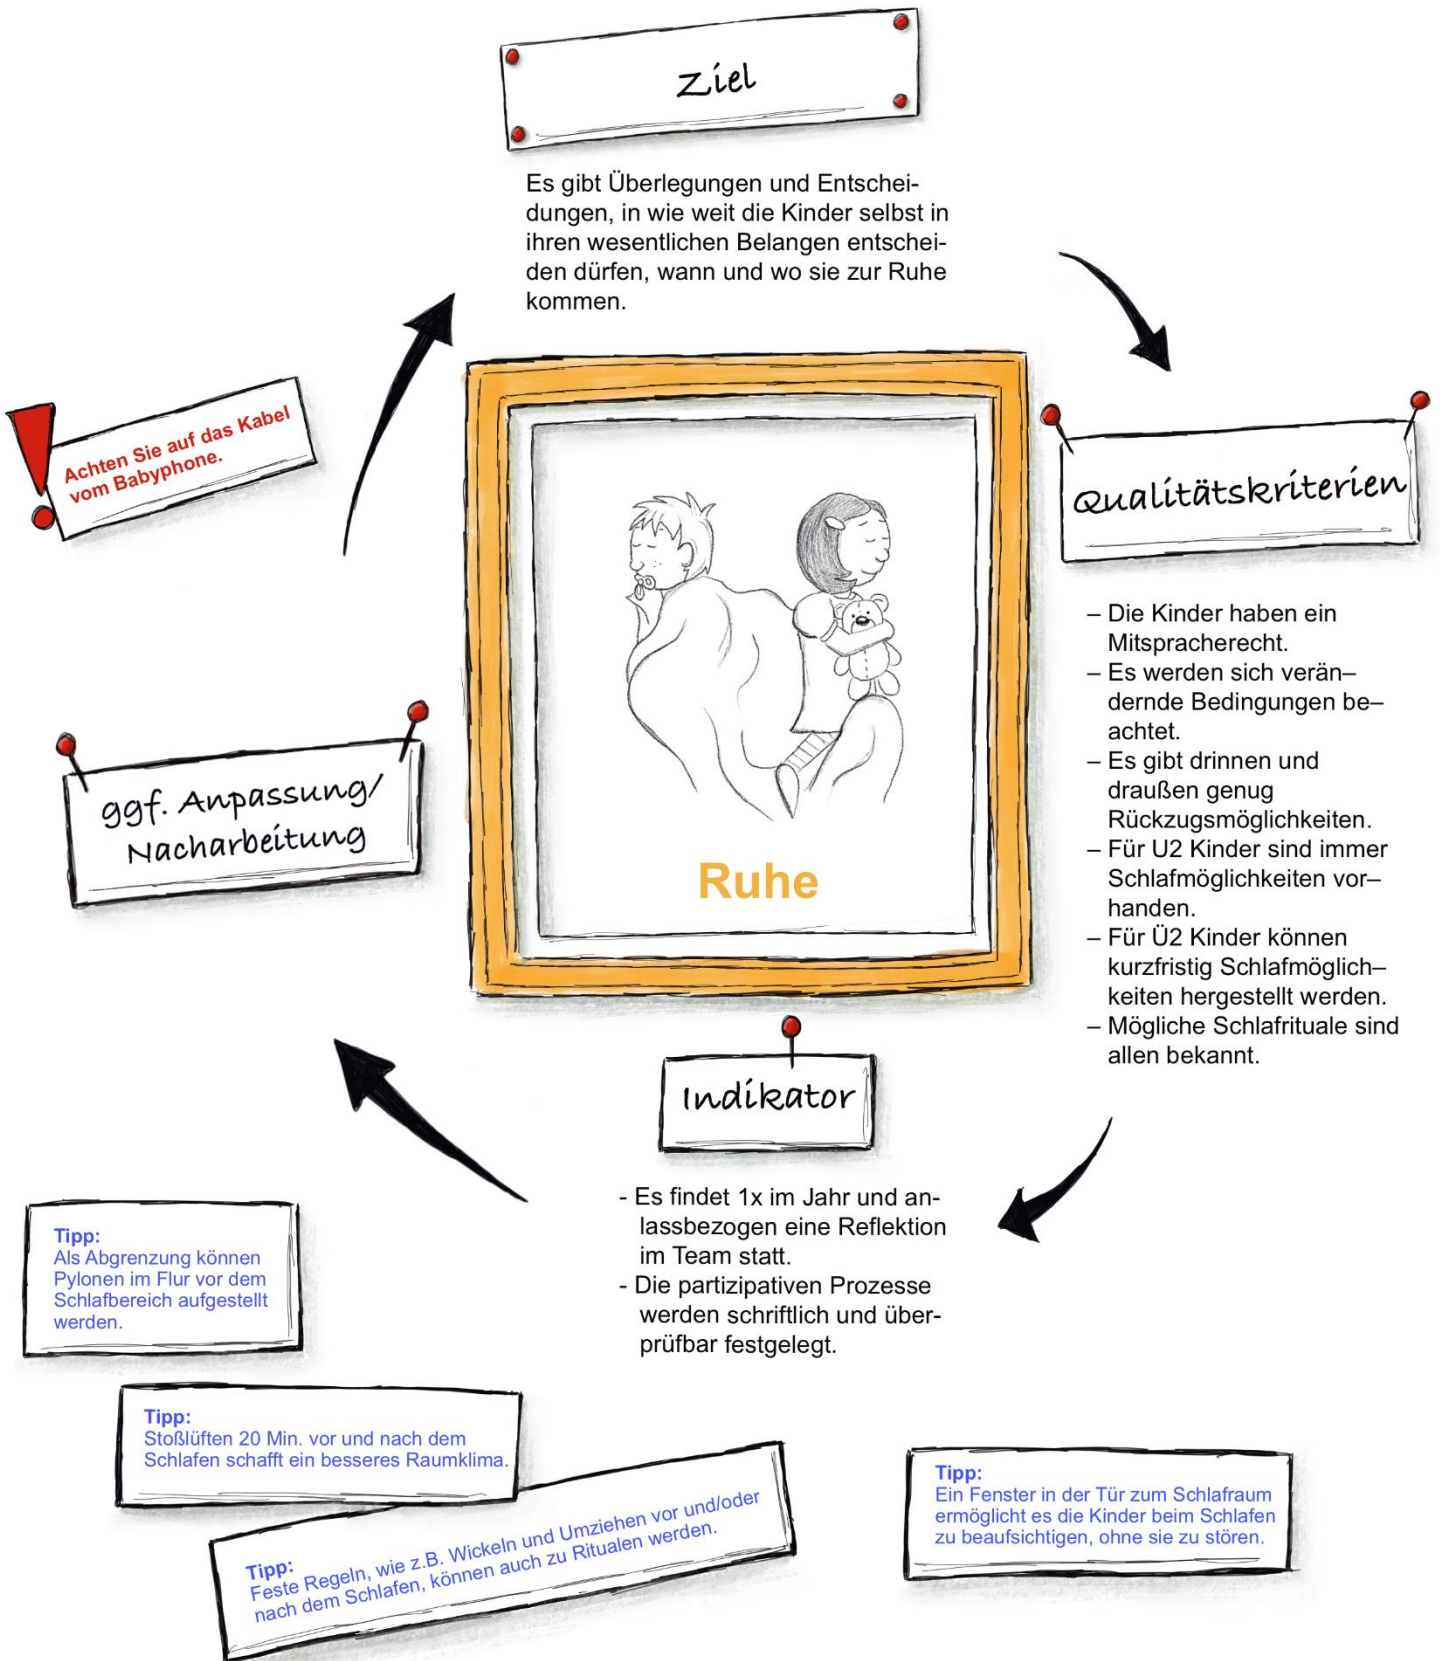 Ziel
Es gibt Überlegungen und Entschei-
dungen, in wie weit die Kinder selbst in
ihren wesentlichen Belangen entschei-
den dürfen, wann und wo sie zur Ruhe
kommen.
Achten Sie auf das Kabel
vom Babyphone.
Qualitätskriterien
– Die Kinder haben ein
Mitspracherecht.
– Es werden sich verän–
dernde Bedingungen be–
achtet.
– Es gibt drinnen und
draußen genug
Rückzugsmöglichkeiten.
– Für U2 Kinder sind immer
Schlafmöglichkeiten vor–
handen.
– Für Ü2 Kinder können
kurzfristig Schlafmöglich–
keiten hergestellt werden.
– Mögliche Schlafrituale sind
allen bekannt.
ggf. Anpassung/
Nacharbeitung
Ruhe
Indikator
- Es findet 1x im Jahr und an-
lassbezogen eine Reflektion
im Team statt.
- Die partizipativen Prozesse
werden schriftlich und über-
prüfbar festgelegt.
Tipp:
Als Abgrenzung können
Pylonen im Flur vor dem
Schlafbereich aufgestellt
werden.
Tipp:
Stoßlüften 20 Min. vor und nach dem
Schlafen schafft ein besseres Raumklima.
Tipp:
Feste Regeln, wie z.B. Wickeln und Umziehen vor und/oder
nach dem Schlafen, können auch zu Ritualen werden.
Tipp:
Ein Fenster in der Tür zum Schlafraum
ermöglicht es die Kinder beim Schlafen
zu beaufsichtigen, ohne sie zu stören.